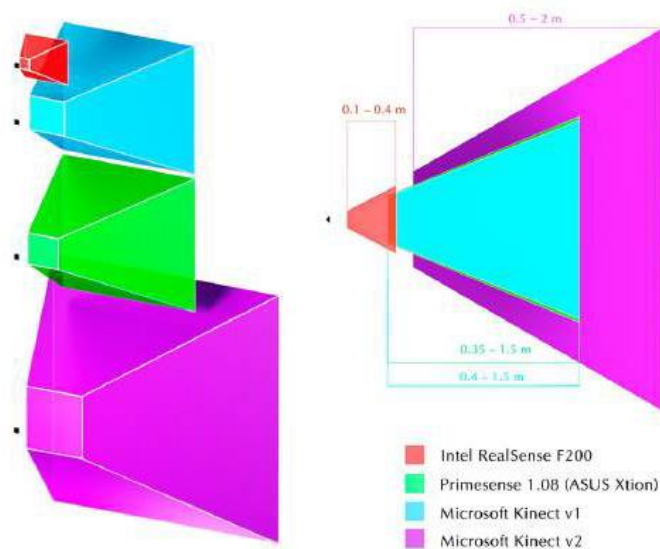 0.5 – 2 m
0.1 – 0.4 m
0.35 – 1.5 m
0.4 – 1.5 m
Intel RealSense F200
Primesense 1.08 (ASUS Xtion)
Microsoft Kinect v1
Microsoft Kinect v2